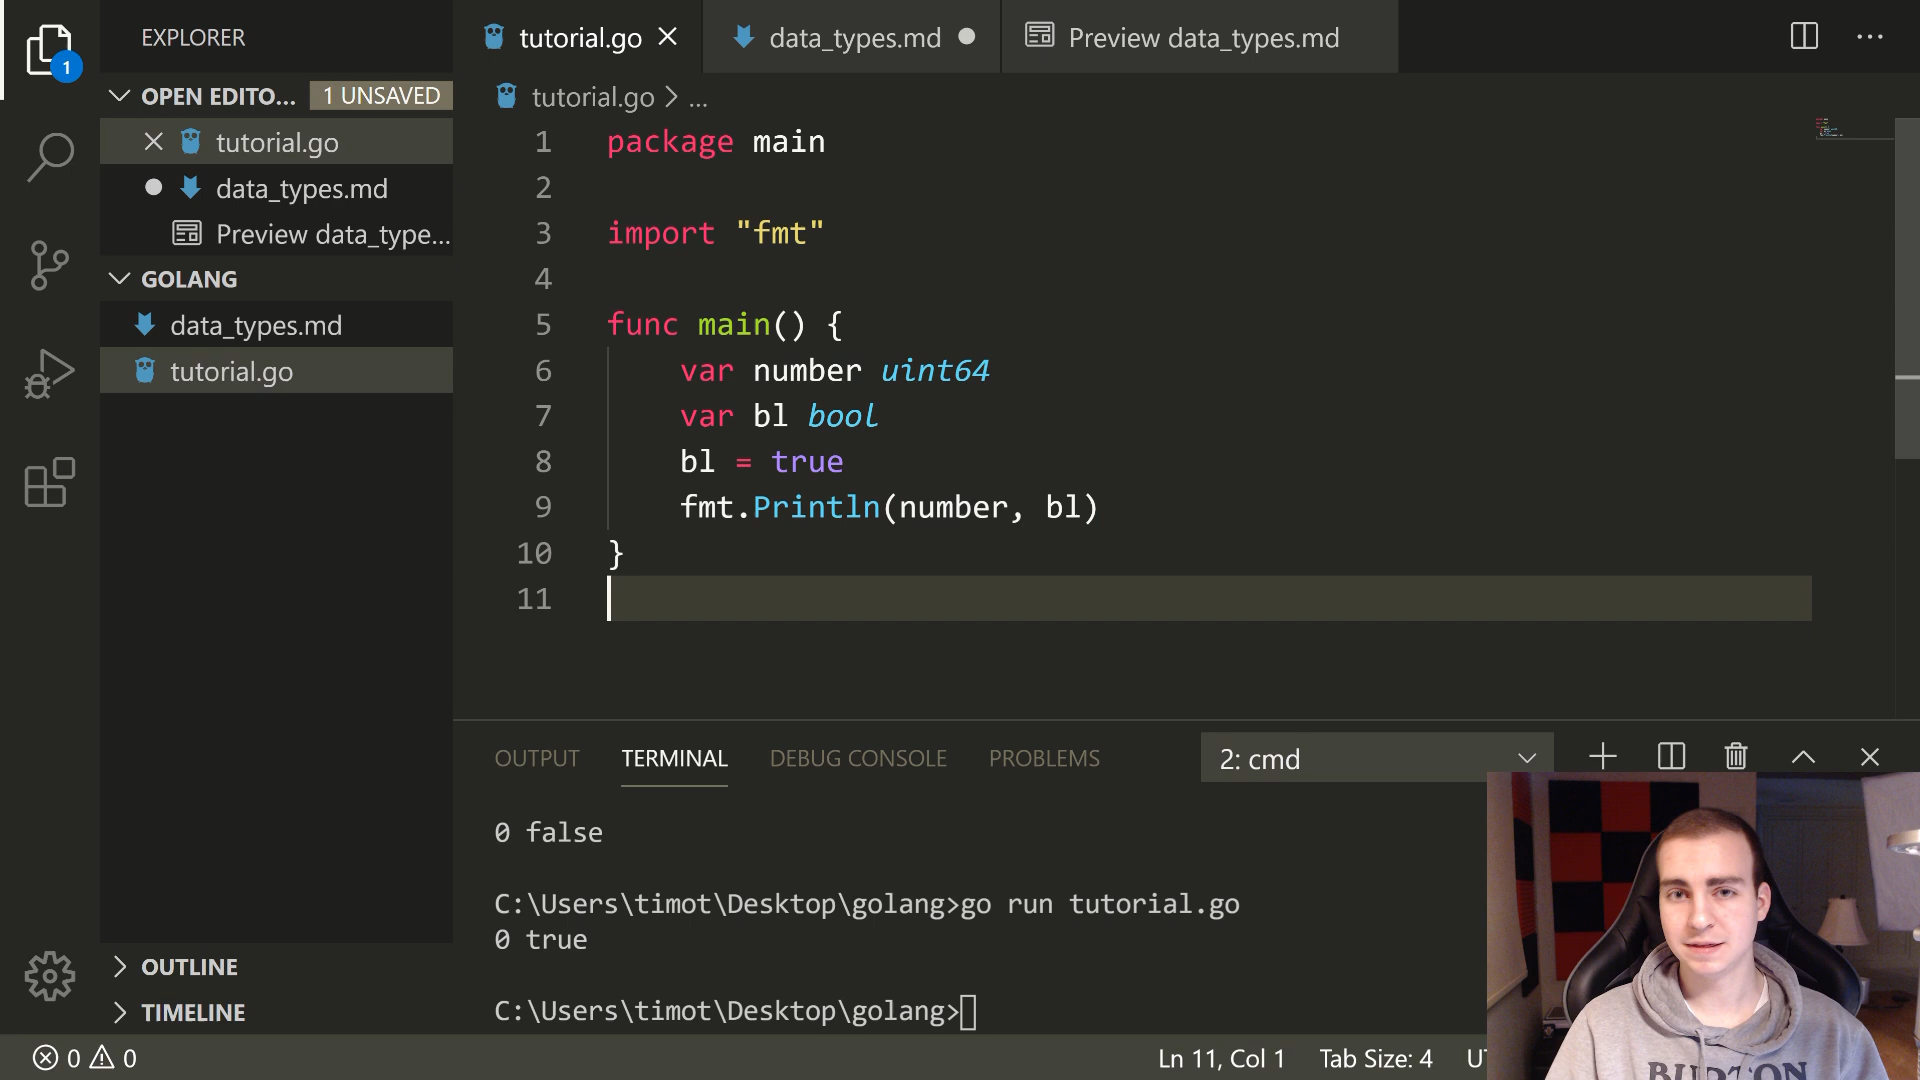 EXPLORER
OPEN EDITO... 1 UNSAVED
tutorial.go
data_types.md
Preview data_type...
GOLANG
data_types.md
tutorial.go
OUTLINE
TIMELINE
1
tutorial.go
data_types.md
Preview data_types.md
tutorial.go > ...
1 package main
2
3 import "fmt"
4
5 func main() {
6 var number uint64
7 var bl bool
8 bl = true
9 fmt.Println(number, bl)
10 }
11
OUTPUT TERMINAL DEBUG CONSOLE PROBLEMS 2: cmd
0 false
C:\Users\timot\Desktop\golang>go run tutorial.go
0 true
C:\Users\timot\Desktop\golang>
0 0 Ln 11, Col 1 Tab Size: 4